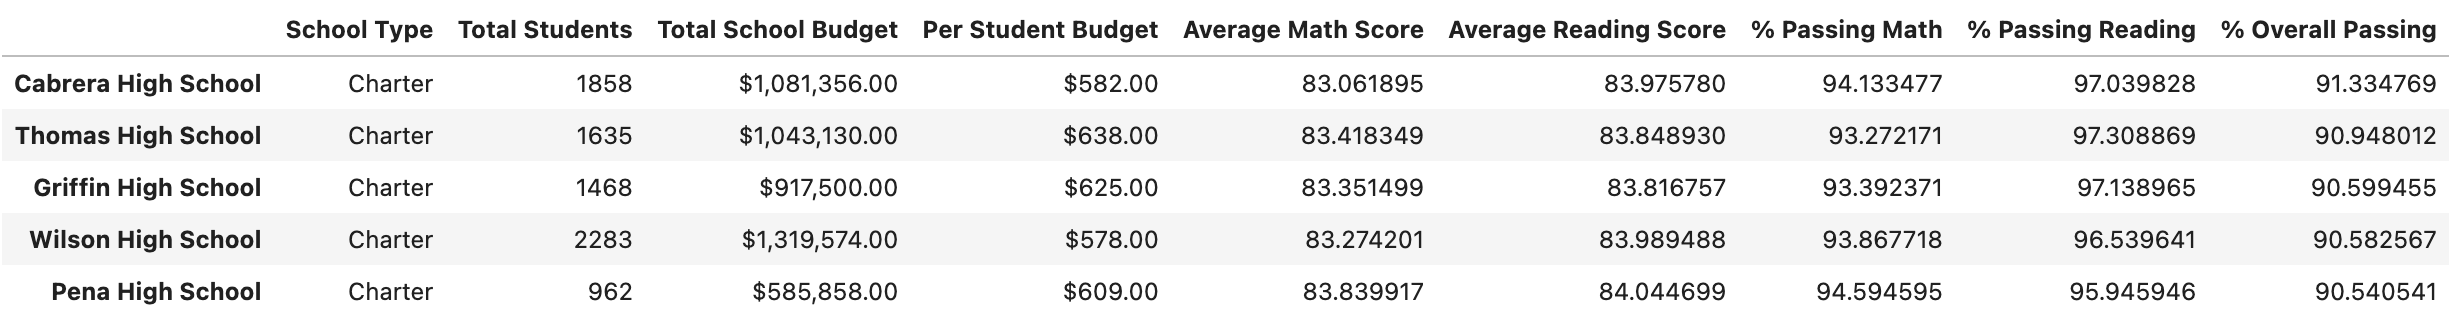 School Type Total Students Total School Budget Per Student Budget Average Math Score Average Reading Score % Passing Math % Passing Reading % Overall Passing
Cabrera High School Charter 1858 $1,081,356.00 $582.00 83.061895 83.975780 94.133477 97.039828 91.334769
Thomas High School Charter 1635 $1,043,130.00 $638.00 83.418349 83.848930 93.272171 97.308869 90.948012
Griffin High School Charter 1468 $917,500.00 $625.00 83.351499 83.816757 93.392371 97.138965 90.599455
Wilson High School Charter 2283 $1,319,574.00 $578.00 83.274201 83.989488 93.867718 96.539641 90.582567
Pena High School Charter 962 $585,858.00 $609.00 83.839917 84.044699 94.594595 95.945946 90.540541